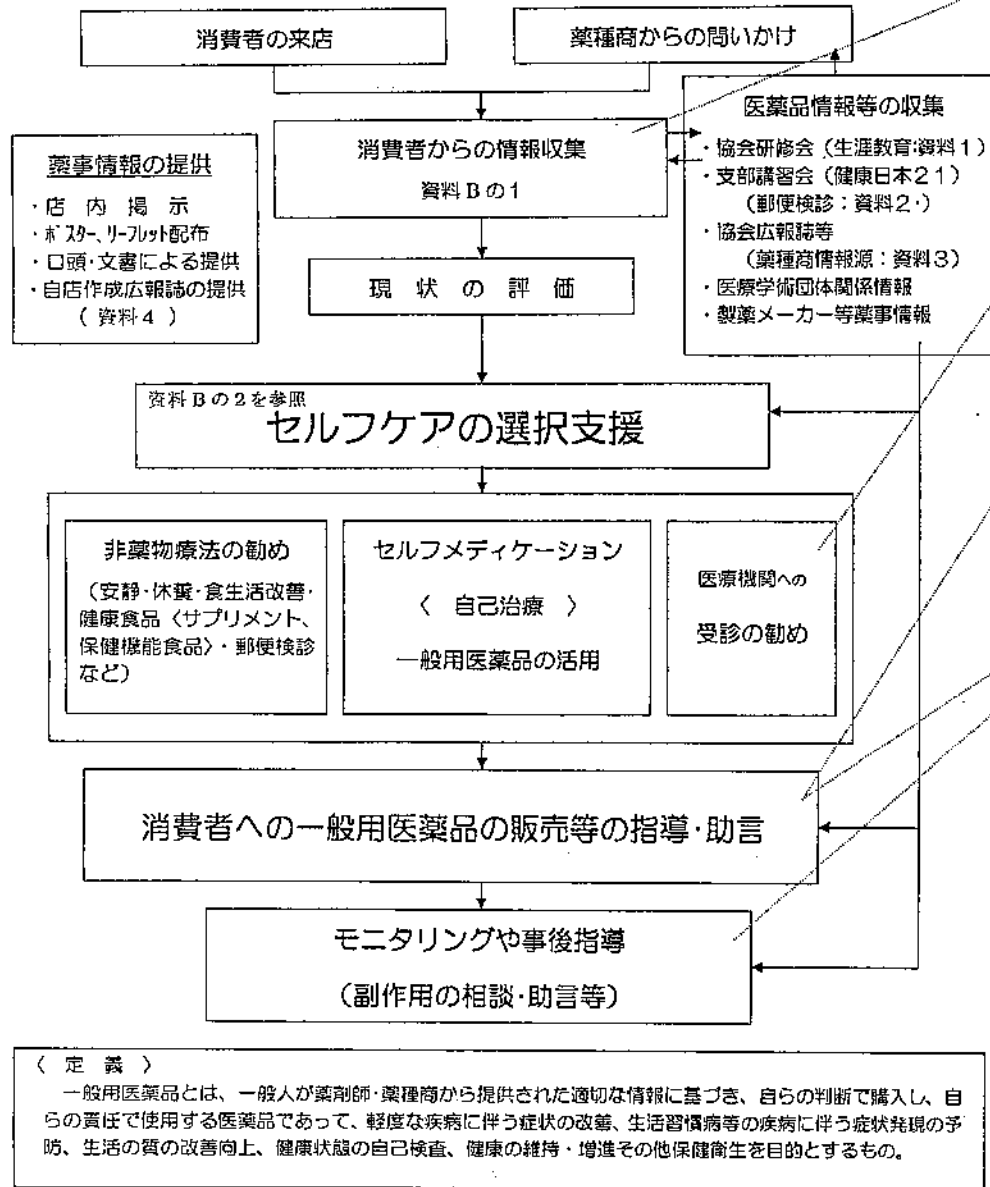 消費者の来店
薬種商からの問いかけ
消費者からの情報収集
資料Bの1
医薬品情報等の収集
・協会研修会(生涯教育:資料1)
・支部講習会(健康日本21)
(郵便検診:資料2・)
・協会広報誌等
(薬種商情報源:資料3)
・医療学術団体関係情報
・製薬メーカー等薬事情報
薬事情報の提供
・店内掲示
・ポスター、リーフレット配布
・口頭・文書による提供
・自店作成広報誌の提供
(資料4)
現状の評価
資料Bの2を参照
セルフケアの選択支援
非薬物療法の勧め
(安静・休養・食生活改善・
健康食品〈サプリメント、
保健機能食品〉・郵便検診
など)
セルフメディケーション
〈 自己治療 〉
一般用医薬品の活用
医療機関への
受診の勧め
消費者への一般用医薬品の販売等の指導・助言
モニタリングや事後指導
(副作用の相談・助言等)
〈 定 義 〉
一般用医薬品とは、一般人が薬剤師・薬種商から提供された適切な情報に基づき、自らの判断で購入し、自
らの責任で使用する医薬品であって、軽度な疾病に伴う症状の改善、生活習慣病等の疾病に伴う症状発現の予
防、生活の質の改善向上、健康状態の自己検査、健康の維持・増進その他保健衛生を目的とするもの。